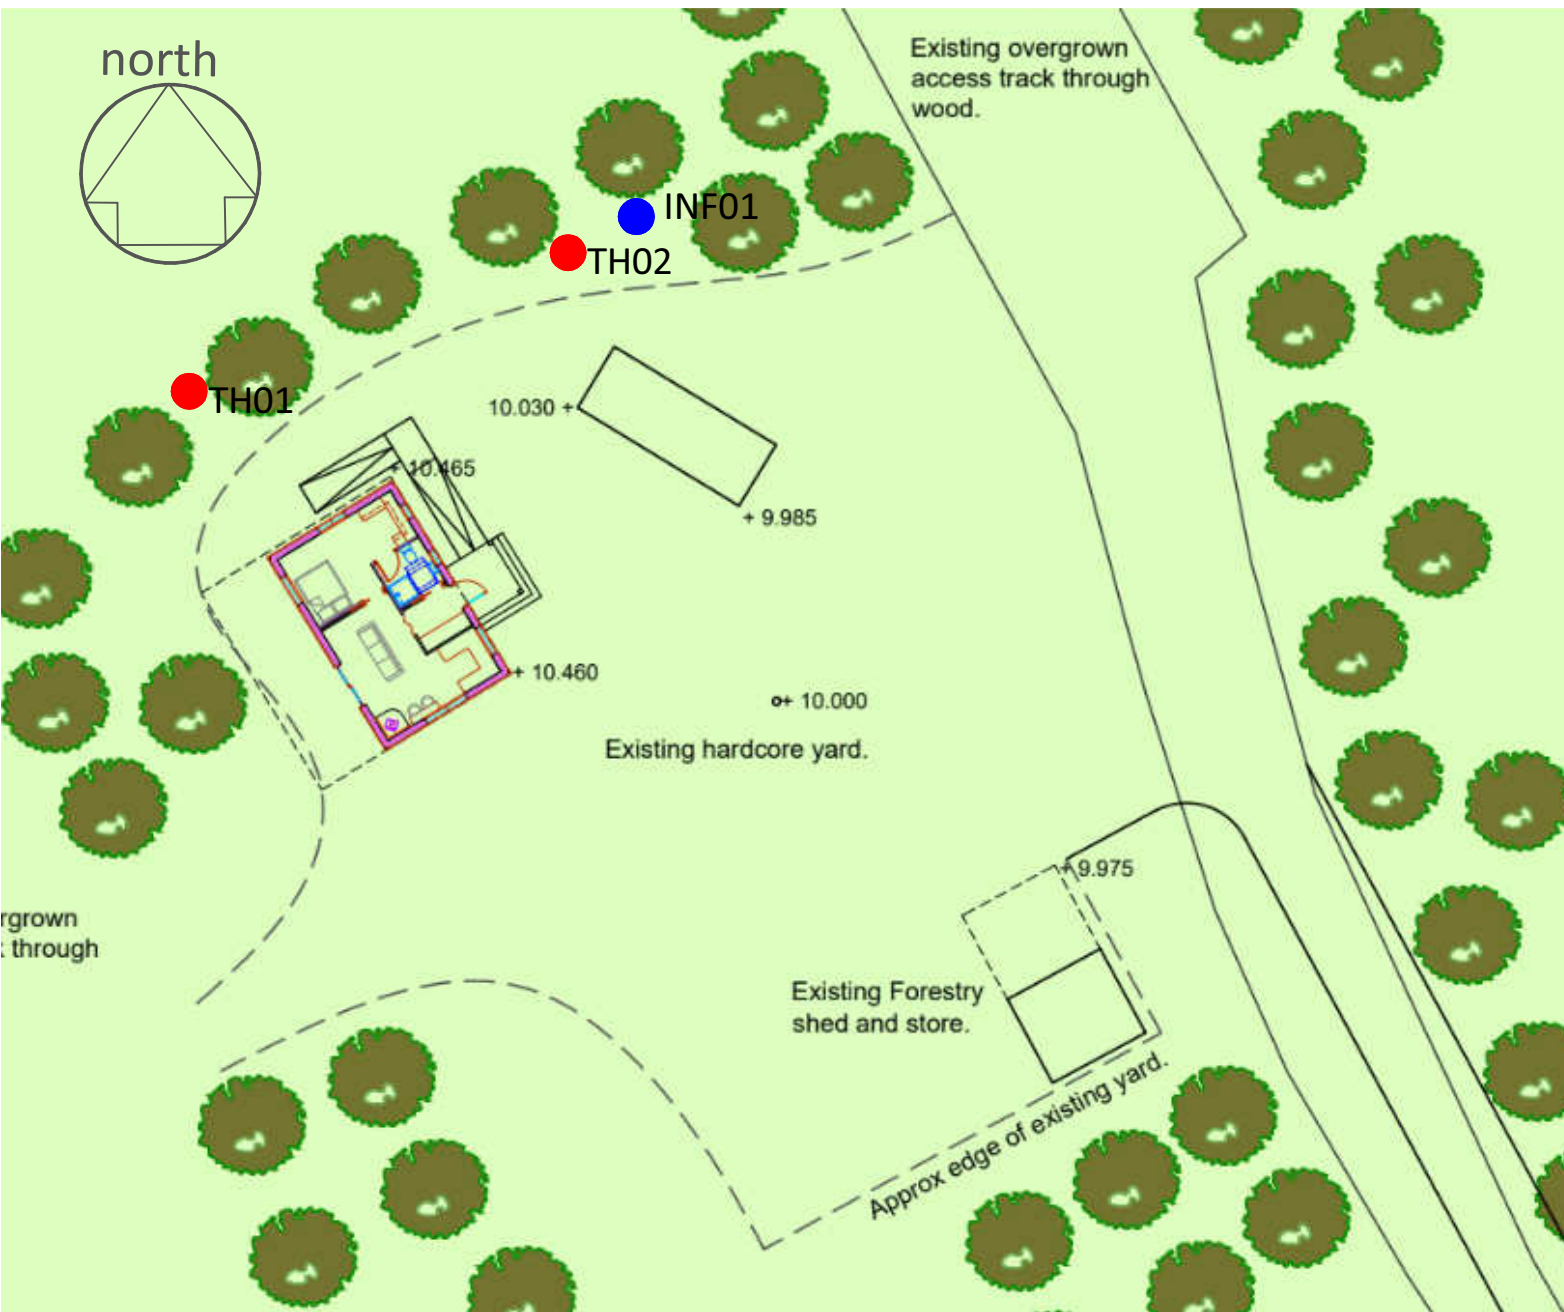 north
Existing overgrown
access track through
wood.
INF01
TH02
TH01
10.030 +
+ 10.465
+ 9.985
+ 10.460
+ 10.000
Existing hardcore yard.
+ 9.975
rgrown
through
Existing Forestry
shed and store.
Approx edge of existing yard.